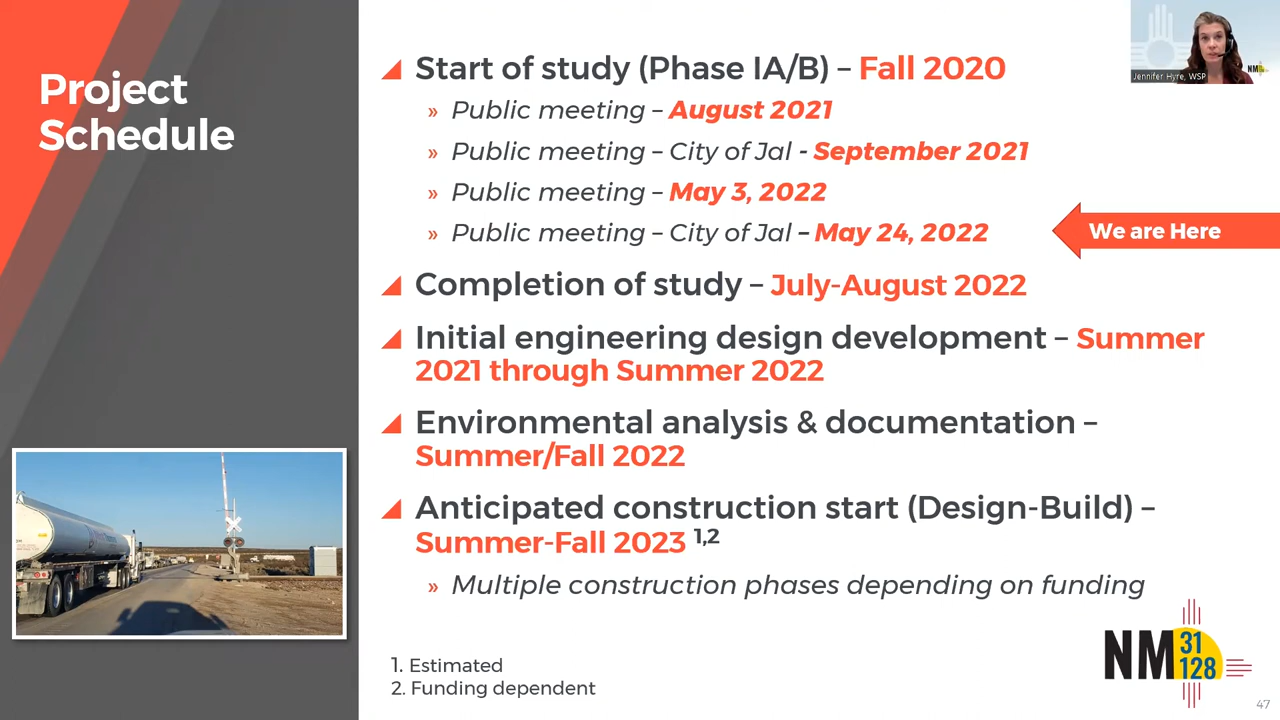 Project
Schedule
Start of study (Phase IA/B) – Fall 2020
» Public meeting – August 2021
» Public meeting – City of Jal - September 2021
» Public meeting – May 3, 2022
» Public meeting – City of Jal – May 24, 2022
We are Here
Completion of study – July-August 2022
Initial engineering design development – Summer
2021 through Summer 2022
Environmental analysis & documentation –
Summer/Fall 2022
Anticipated construction start (Design-Build) –
Summer-Fall 2023 1,2
» Multiple construction phases depending on funding
1. Estimated
2. Funding dependent
NM 31
128
47
Jennifer Hyre, WSP
NM